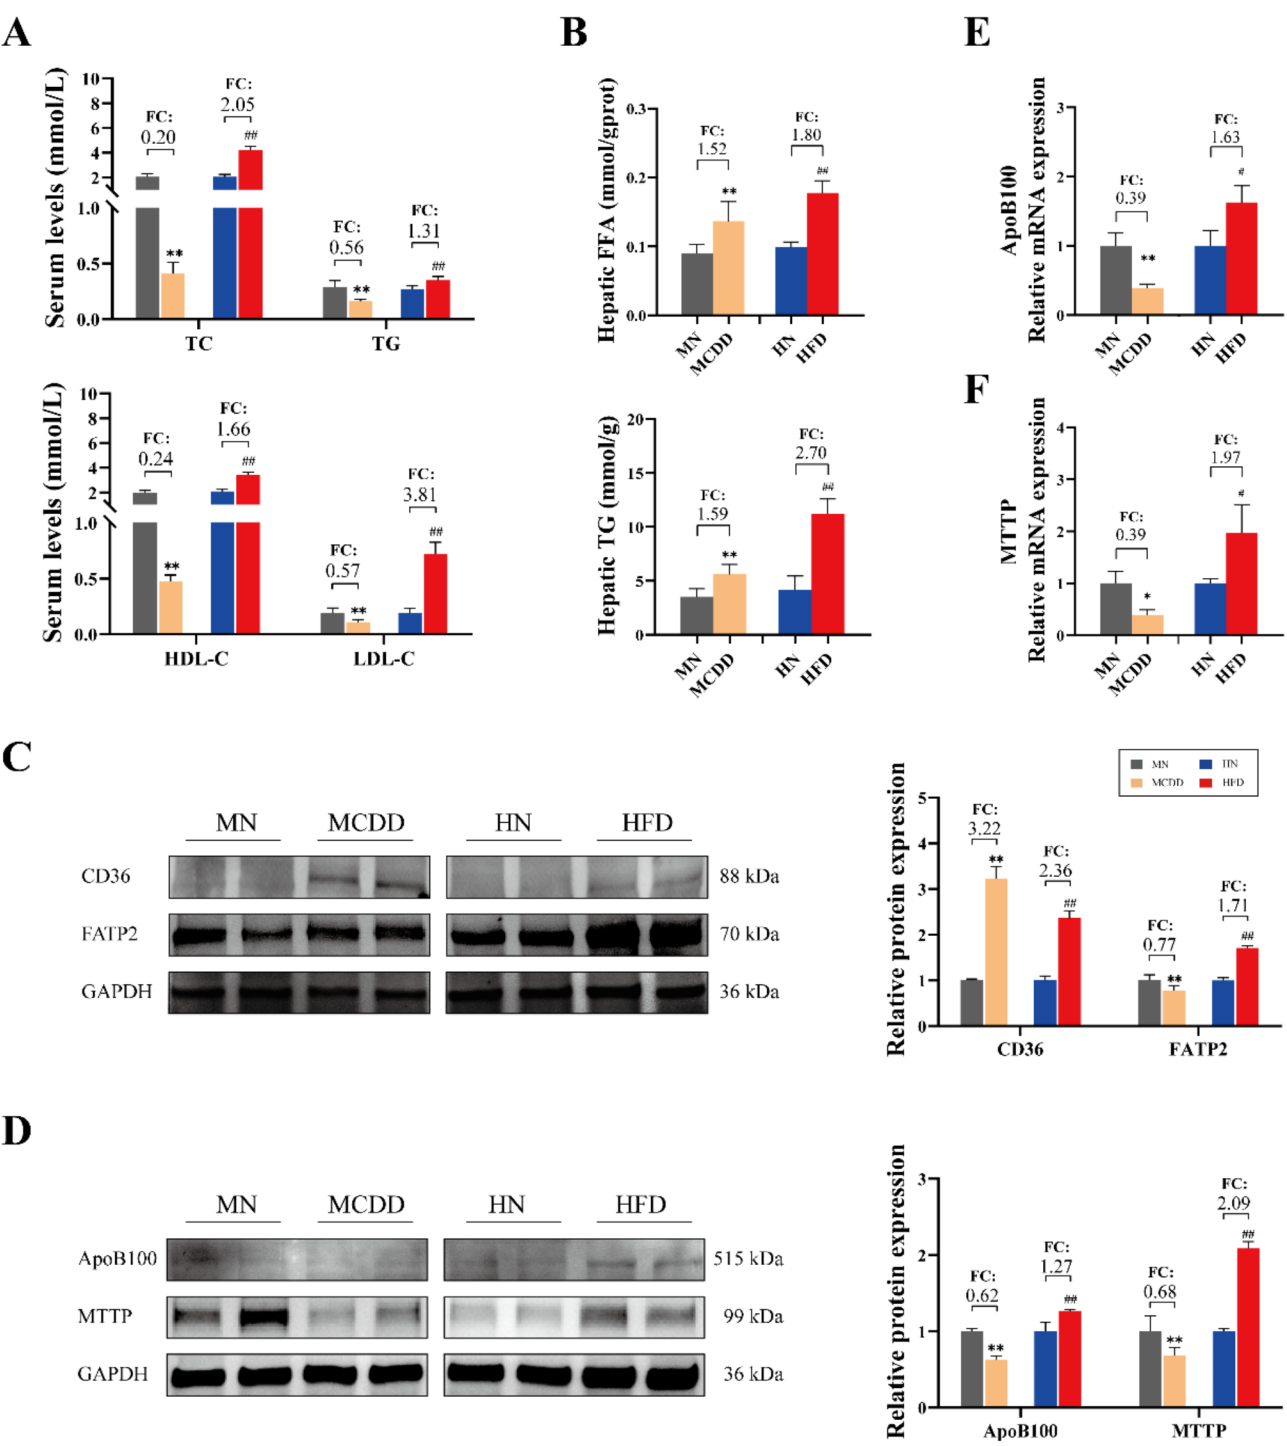 A
Serum levels (mmol/L)
10
8
6
4
2
1.0
0.5
0.0
FC:
0.20
**
FC:
2.05
##
FC:
0.56
**
FC:
1.31
##
TC
TG
Serum levels (mmol/L)
10
8
6
4
2
1.0
0.5
0.0
FC:
0.24
**
FC:
1.66
##
FC:
0.57
**
FC:
3.81
##
HDL-C
LDL-C
B
Hepatic FFA (mmol/gprot)
0.3
0.2
0.1
0.0
FC:
1.52
**
FC:
1.80
##
MN
MCDD
HN
HFD
Hepatic TG (mmol/g)
20
15
10
5
0
FC:
1.59
**
FC:
2.70
##
MN
MCDD
HN
HFD
E
ApoB100
Relative mRNA expression
3
2
1
0
FC:
0.39
**
FC:
1.63
#
MN
MCDD
HN
HFD
F
MTTP
Relative mRNA expression
4
3
2
1
0
FC:
0.39
*
FC:
1.97
#
MN
MCDD
HN
HFD
C
MN
MCDD
HN
HFD
CD36
88 kDa
FATP2
70 kDa
GAPDH
36 kDa
MN
HN
MCDD
HFD
Relative protein expression
5
4
3
2
1
0
FC:
3.22
**
FC:
2.36
##
FC:
0.77
**
FC:
1.71
##
CD36
FATP2
D
MN
MCDD
HN
HFD
ApoB100
515 kDa
MTTP
99 kDa
GAPDH
36 kDa
Relative protein expression
3
2
1
0
FC:
0.62
**
FC:
1.27
##
FC:
0.68
**
FC:
2.09
##
ApoB100
MTTP